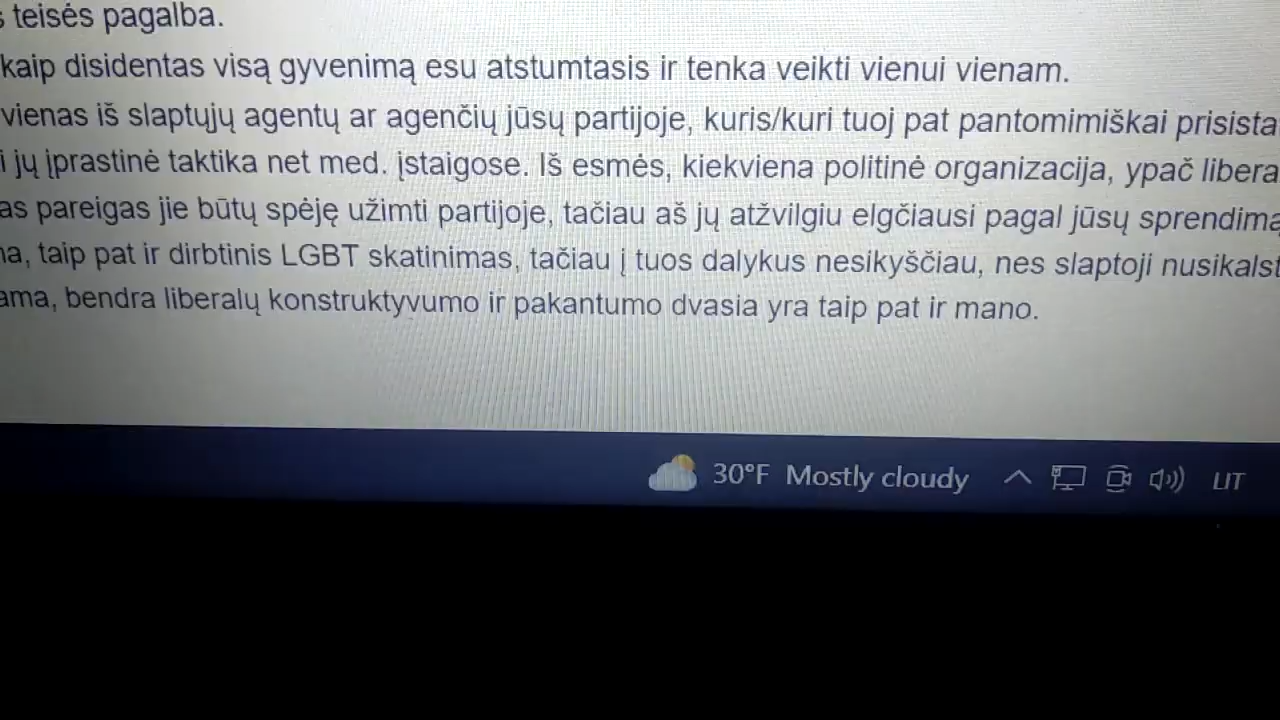 teisės pagalba.
kaip disidentas visą gyvenimą esu atstumtasis ir tenka veikti vienui vienam.
vienas iš slaptųjų agentų ar agenčių jūsų partijoje, kuris/kuri tuoj pat pantomimiškai prisista
i jų įprastinė taktika net med. įstaigose. Iš esmės, kiekviena politinė organizacija, ypač libera
as pareigas jie būtų spėję užimti partijoje, tačiau aš jų atžvilgiu elgčiausi pagal jūsų sprendimą
na, taip pat ir dirbtinis LGBT skatinimas, tačiau į tuos dalykus nesikyščiau, nes slaptoji nusikalst
ama, bendra liberalų konstruktyvumo ir pakantumo dvasia yra taip pat ir mano.
30°F Mostly cloudy LIT